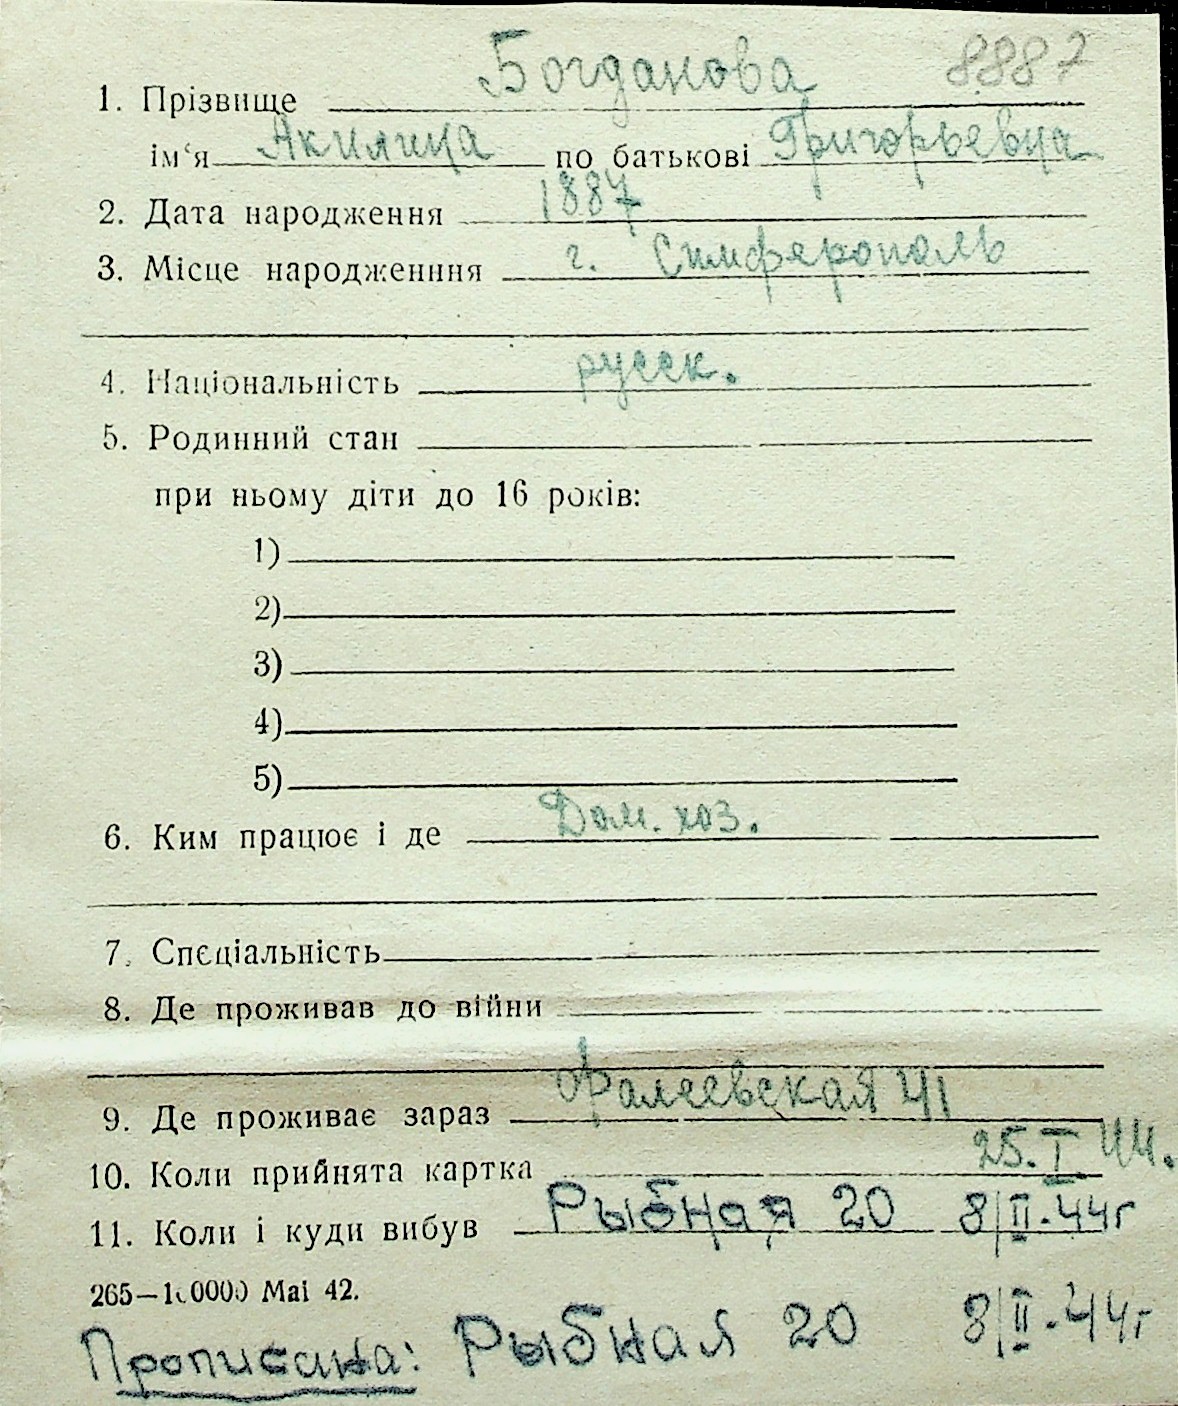 8887
1. Прізвище Богданова
ім‘я Акилина по батькові Григорьевна
2. Дата народження 1887
3. Місце народженння г. Симферополь
4. Національність русск.
5. Родинний стан
при ньому діти до 16 років:
1)
2)
3)
4)
5)
6. Ким працює і де Дом. хоз.
7. Спєціальність
8. Де проживав до війни
9. Де проживає зараз Фалеевская 41
10. Коли прийнята картка 25.I.44.
11. Коли і куди вибув Рыбная 20 8/II-44г
265—100000 Mai 42.
Прописана: Рыбная 20 8/II-44г